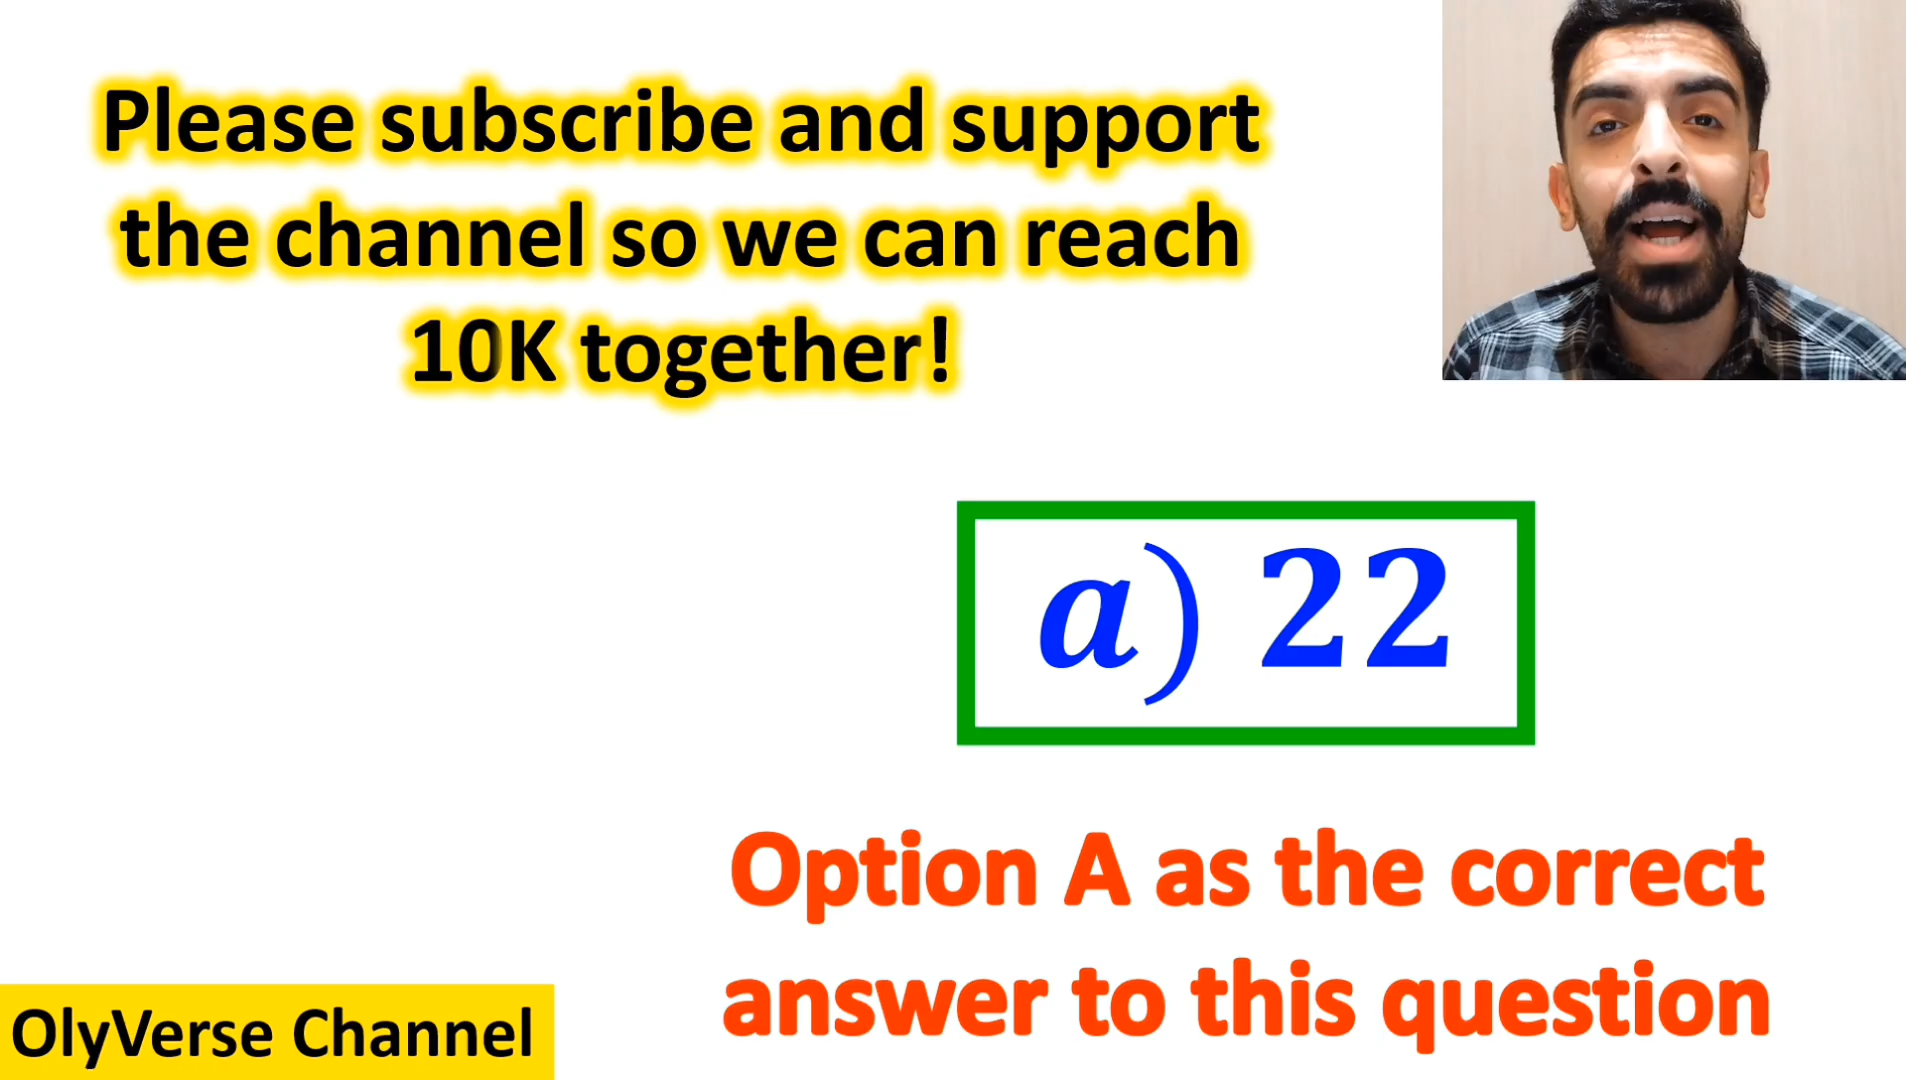 Please subscribe and support
the channel so we can reach
10K together!
a) 22
Option A as the correct
answer to this question
OlyVerse Channel